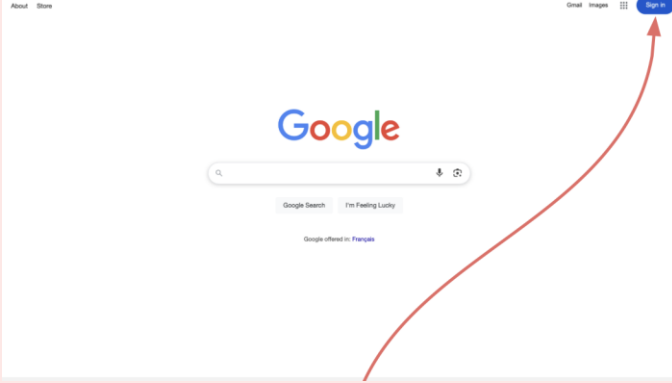 About Store
Gmail Images Sign in
Google
Google Search I'm Feeling Lucky
Google offered in: Français